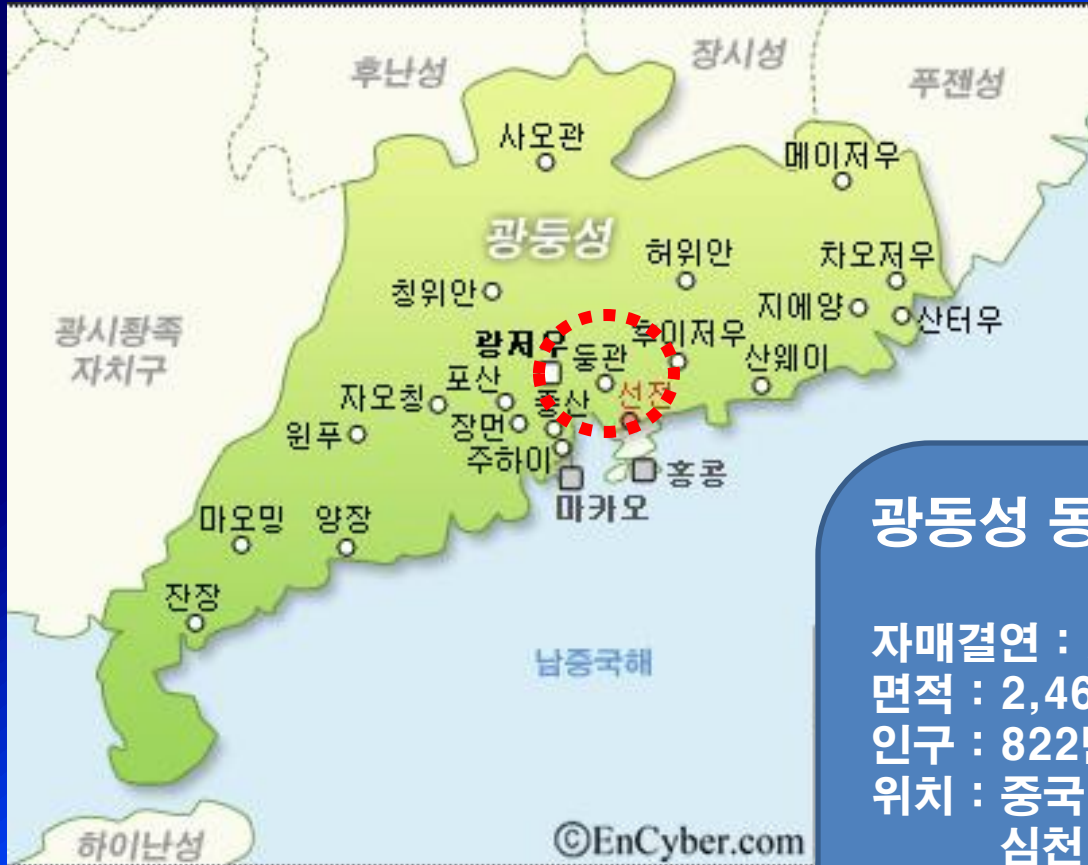 후난성
장시성
푸젠성
사오관
메이저우
광둥성
허위안
차오저우
칭위안
지에양
산터우
광시좡족
자치구
광저우
둥관
후이저우
산웨이
포산
자오칭
중산
선전
장먼
윈푸
주하이
홍콩
마카오
마오밍
양장
잔장
남중국해
하이난성
©EnCyber.com
광동성 동
자매결연 :
면적 : 2,46
인구 : 822만
위치 : 중국
심천